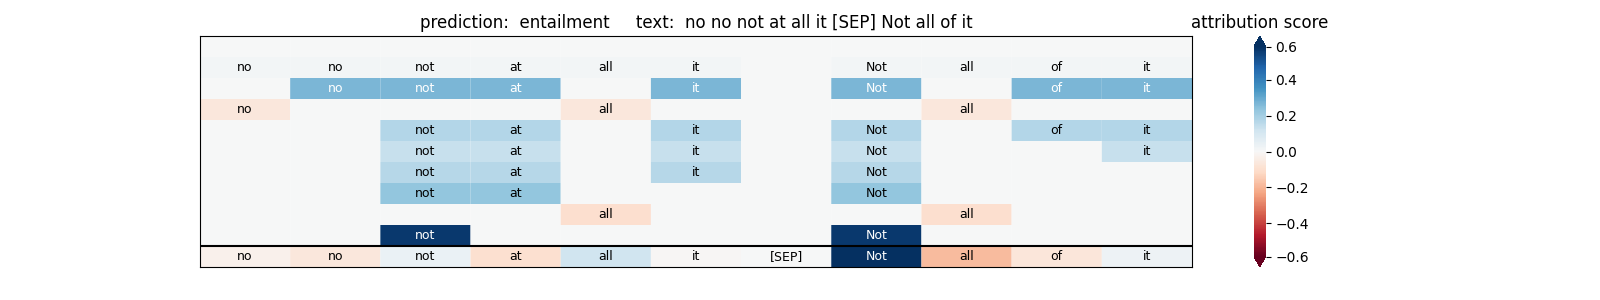 prediction:  entailment     text:  no no not at all it [SEP] Not all of it
attribution score
no no not at all it Not all of it
no not at it Not of it
no all all
not at it Not of it
not at it Not it
not at it Not
not at Not
all all
not Not
no no not at all it [SEP] Not all of it
0.6
0.4
0.2
0.0
−0.2
−0.4
−0.6